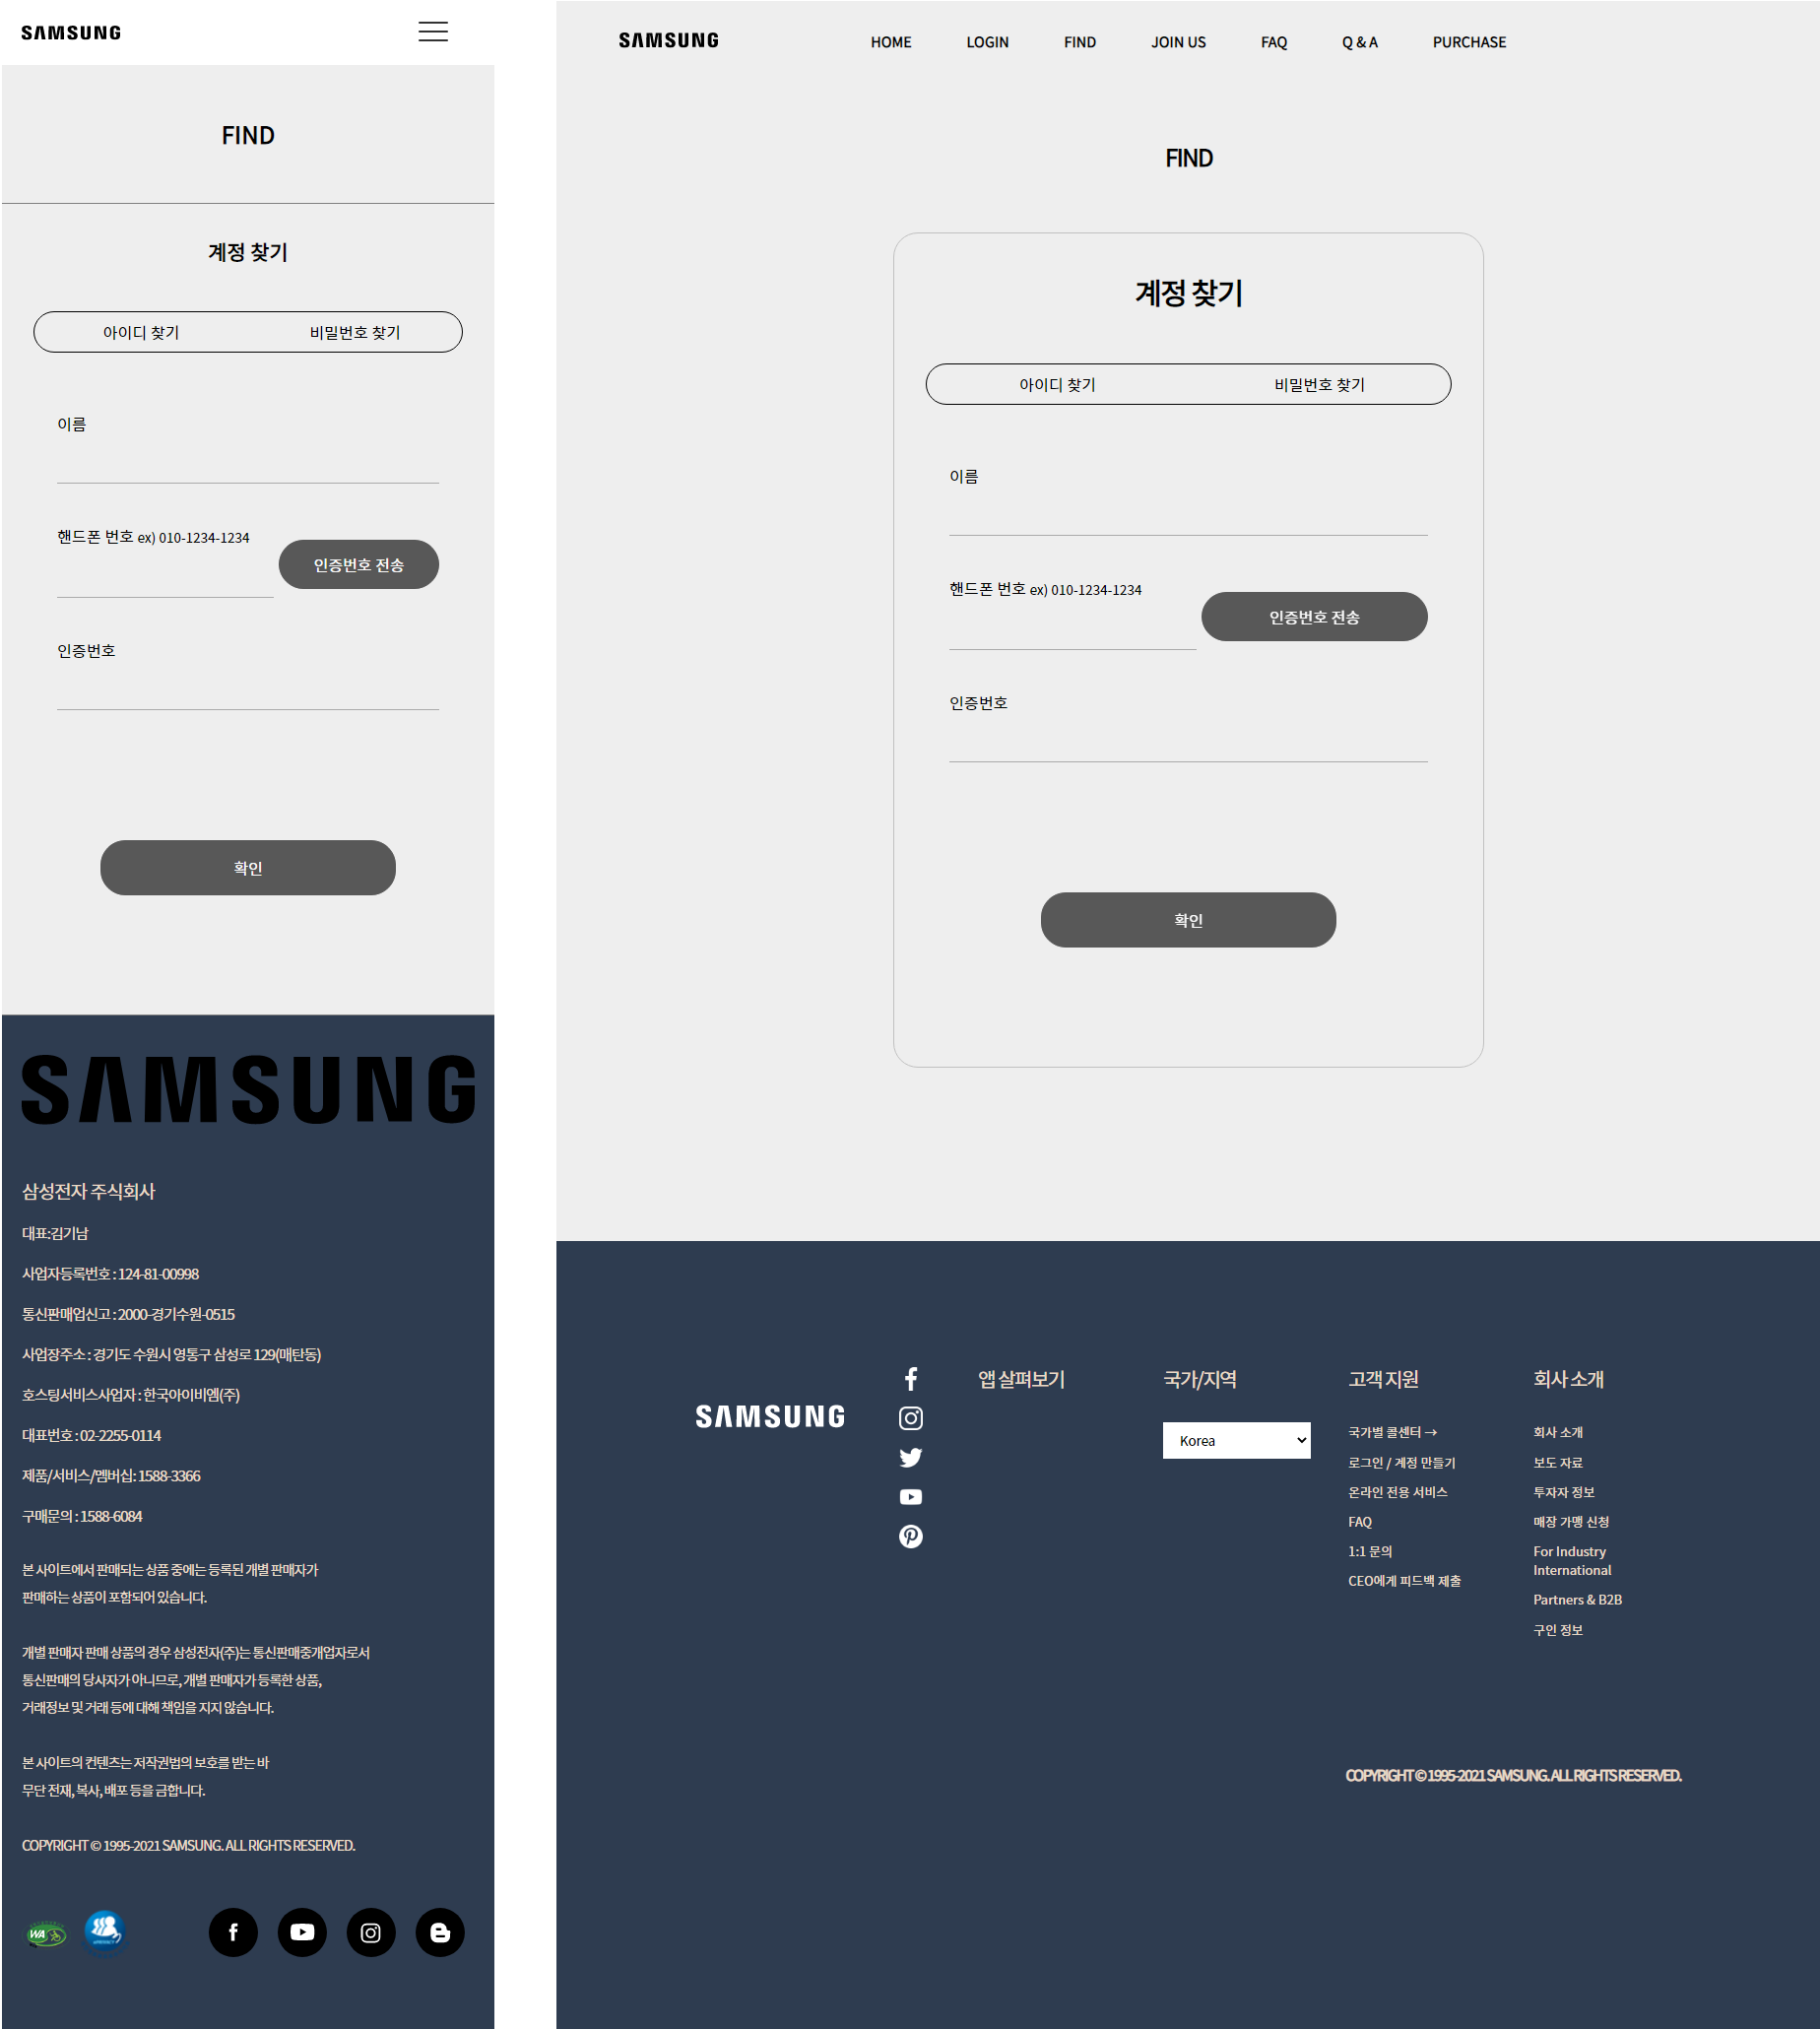 SAMSUNG
FIND
계정 찾기
아이디 찾기 비밀번호 찾기
이름
핸드폰 번호 ex) 010-1234-1234
인증번호 전송
인증번호
확인
SAMSUNG
삼성전자 주식회사
대표:김기남
사업자등록번호 : 124-81-00998
통신판매업신고 : 2000-경기수원-0515
사업장주소 : 경기도 수원시 영통구 삼성로 129(매탄동)
호스팅서비스사업자 : 한국아이비엠(주)
대표번호 : 02-2255-0114
제품/서비스/멤버십: 1588-3366
구매문의 : 1588-6084
본 사이트에서 판매되는 상품 중에는 등록된 개별 판매자가
판매하는 상품이 포함되어 있습니다.
개별 판매자 판매 상품의 경우 삼성전자(주)는 통신판매중개업자로서
통신판매의 당사자가 아니므로, 개별 판매자가 등록한 상품,
거래정보 및 거래 등에 대해 책임을 지지 않습니다.
본 사이트의 컨텐츠는 저작권법의 보호를 받는 바
무단 전재, 복사, 배포 등을 금합니다.
COPYRIGHT © 1995-2021 SAMSUNG. ALL RIGHTS RESERVED.
WA
SAMSUNG HOME LOGIN FIND JOIN US FAQ Q & A PURCHASE
FIND
계정 찾기
아이디 찾기 비밀번호 찾기
이름
핸드폰 번호 ex) 010-1234-1234
인증번호 전송
인증번호
확인
SAMSUNG
앱 살펴보기
국가/지역
Korea
고객 지원
국가별 콜센터 →
로그인 / 계정 만들기
온라인 전용 서비스
FAQ
1:1 문의
CEO에게 피드백 제출
회사 소개
회사 소개
보도 자료
투자자 정보
매장 가맹 신청
For Industry
International
Partners & B2B
구인 정보
COPYRIGHT © 1995-2021 SAMSUNG. ALL RIGHTS RESERVED.